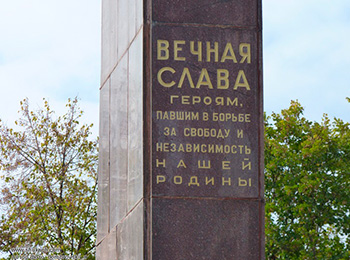 ВЕЧНАЯ
СЛАВА
ГЕРОЯМ,
ПАВШИМ В БОРЬБЕ
ЗА СВОБОДУ И
НЕЗАВИСИМОСТЬ
НАШЕЙ
РОДИНЫ